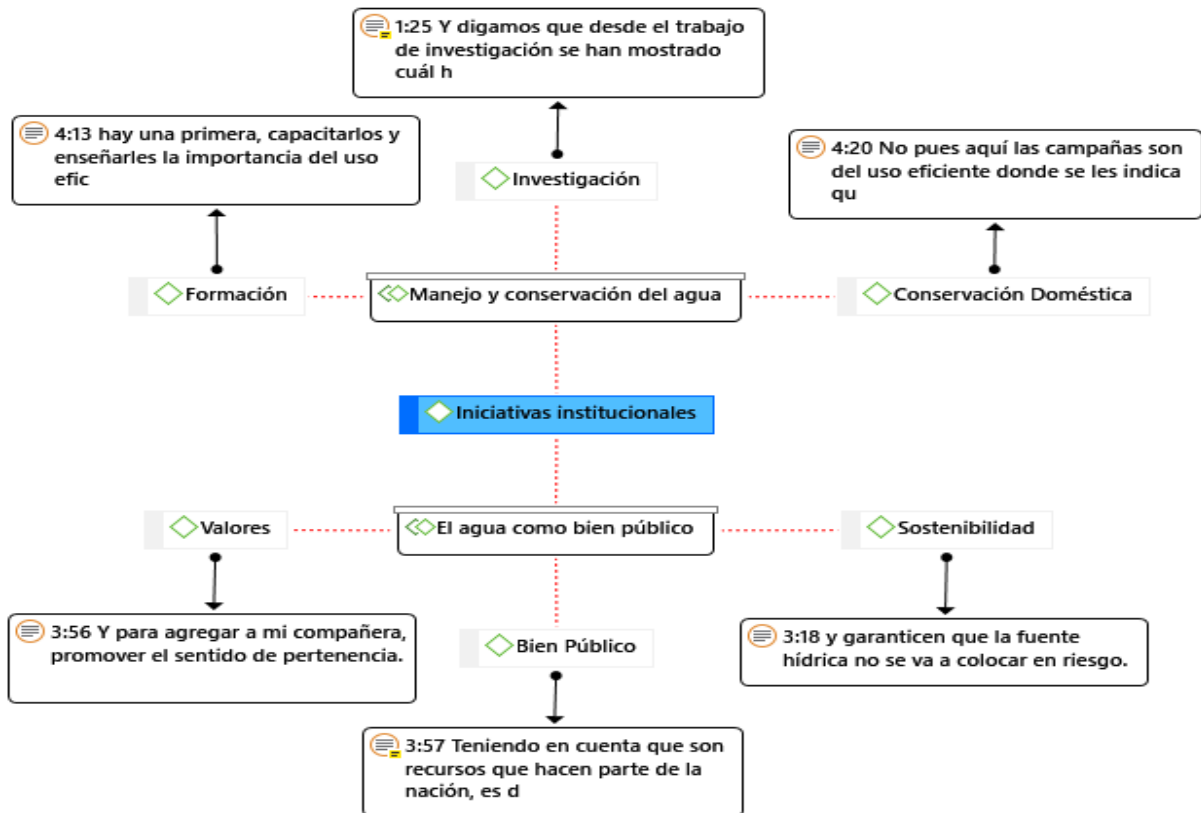 1:25 Y digamos que desde el trabajo
de investigación se han mostrado
cuál h
4:13 hay una primera, capacitarlos y
enseñarles la importancia del uso
efic
4:20 No pues aquí las campañas son
del uso eficiente donde se les indica
qu
Investigación
Formación
Manejo y conservación del agua
Conservación Doméstica
Iniciativas institucionales
Valores
El agua como bien público
Sostenibilidad
3:56 Y para agregar a mi compañera,
promover el sentido de pertenencia.
Bien Público
3:18 y garanticen que la fuente
hídrica no se va a colocar en riesgo.
3:57 Teniendo en cuenta que son
recursos que hacen parte de la
nación, es d